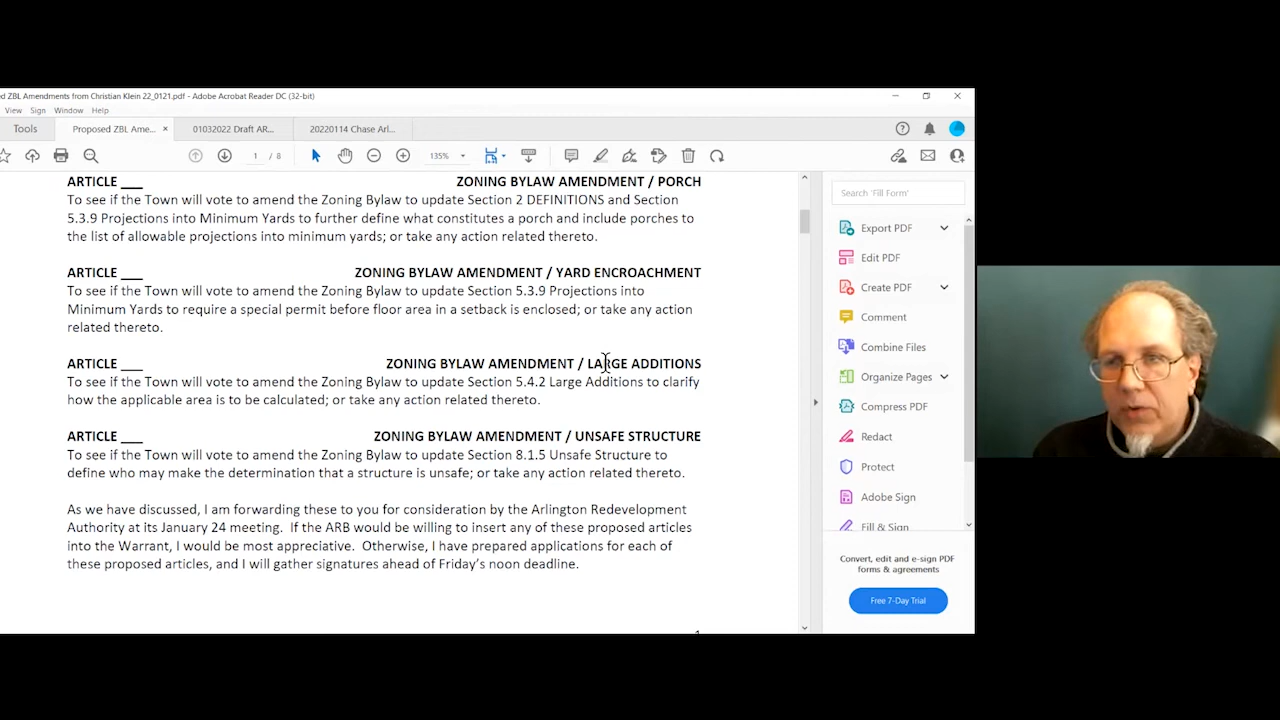 ed ZBL Amendments from Christian Klein 22_0121.pdf - Adobe Acrobat Reader DC (32-bit)
View Sign Window Help
Tools Proposed ZBL Ame... × 01032022 Draft AR... 20220114 Chase Arl...
1 / 8 135%
ARTICLE ___ ZONING BYLAW AMENDMENT / PORCH
To see if the Town will vote to amend the Zoning Bylaw to update Section 2 DEFINITIONS and Section
5.3.9 Projections into Minimum Yards to further define what constitutes a porch and include porches to
the list of allowable projections into minimum yards; or take any action related thereto.
ARTICLE ___ ZONING BYLAW AMENDMENT / YARD ENCROACHMENT
To see if the Town will vote to amend the Zoning Bylaw to update Section 5.3.9 Projections into
Minimum Yards to require a special permit before floor area in a setback is enclosed; or take any action
related thereto.
ARTICLE ___ ZONING BYLAW AMENDMENT / LARGE ADDITIONS
To see if the Town will vote to amend the Zoning Bylaw to update Section 5.4.2 Large Additions to clarify
how the applicable area is to be calculated; or take any action related thereto.
ARTICLE ___ ZONING BYLAW AMENDMENT / UNSAFE STRUCTURE
To see if the Town will vote to amend the Zoning Bylaw to update Section 8.1.5 Unsafe Structure to
define who may make the determination that a structure is unsafe; or take any action related thereto.
As we have discussed, I am forwarding these to you for consideration by the Arlington Redevelopment
Authority at its January 24 meeting. If the ARB would be willing to insert any of these proposed articles
into the Warrant, I would be most appreciative. Otherwise, I have prepared applications for each of
these proposed articles, and I will gather signatures ahead of Friday's noon deadline.
Search 'Fill Form'
Export PDF
Edit PDF
Create PDF
Comment
Combine Files
Organize Pages
Compress PDF
Redact
Protect
Adobe Sign
Fill & Sign
Convert, edit and e-sign PDF
forms & agreements
Free 7-Day Trial